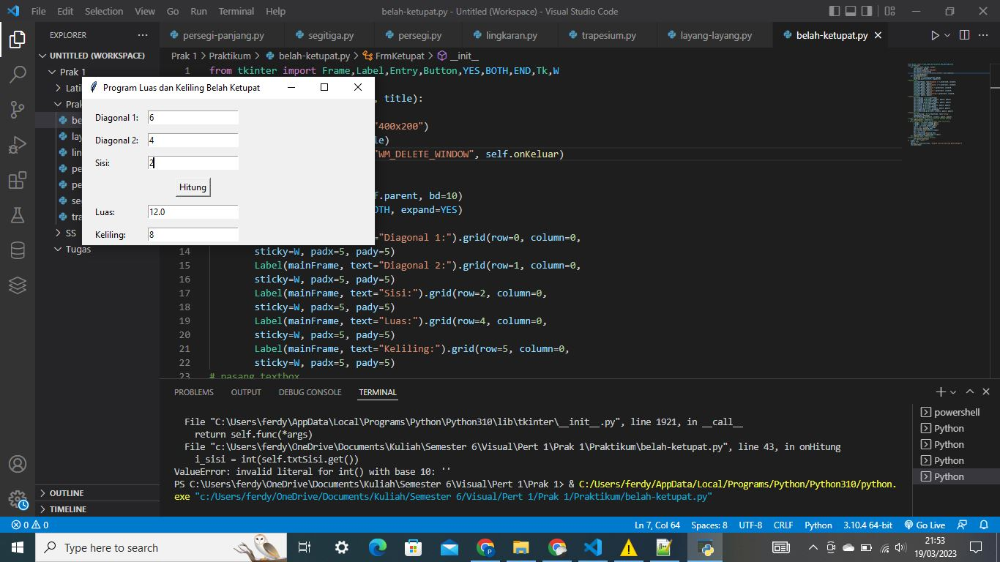 File Edit Selection View Go Run Terminal Help belah-ketupat.py - Untitled (Workspace) - Visual Studio Code
EXPLORER
persegi-panjang.py segitiga.py persegi.py lingkaran.py trapesium.py layang-layang.py belah-ketupat.py
UNTITLED (WORKSPACE)
Prak 1 > Praktikum > belah-ketupat.py > FrmKetupat > __init__
Prak 1
1 from tkinter import Frame,Label,Entry,Button,YES,BOTH,END,Tk,W
Lati
Prak
be
lay
lin
pe
pe
seg
tra
SS
Tugas
Program Luas dan Keliling Belah Ketupat
Diagonal 1: 6
Diagonal 2: 4
Sisi: 2
Hitung
Luas: 12.0
Keliling: 8
, title):
"400x200")
le)
"WM_DELETE_WINDOW", self.onKeluar)
f.parent, bd=10)
OTH, expand=YES)
="Diagonal 1:").grid(row=0, column=0,
14 sticky=W, padx=5, pady=5)
15 Label(mainFrame, text="Diagonal 2:").grid(row=1, column=0,
16 sticky=W, padx=5, pady=5)
17 Label(mainFrame, text="Sisi:").grid(row=2, column=0,
18 sticky=W, padx=5, pady=5)
19 Label(mainFrame, text="Luas:").grid(row=4, column=0,
20 sticky=W, padx=5, pady=5)
21 Label(mainFrame, text="Keliling:").grid(row=5, column=0,
22 sticky=W, padx=5, pady=5)
23 # pasang textbox
PROBLEMS OUTPUT DEBUG CONSOLE TERMINAL
File "C:\Users\ferdy\AppData\Local\Programs\Python\Python310\lib\tkinter\__init__.py", line 1921, in __call__
return self.func(*args)
File "c:\Users\ferdy\OneDrive\Documents\Kuliah\Semester 6\Visual\Pert 1\Prak 1\Praktikum\belah-ketupat.py", line 43, in onHitung
i_sisi = int(self.txtSisi.get())
ValueError: invalid literal for int() with base 10: ''
PS C:\Users\ferdy\OneDrive\Documents\Kuliah\Semester 6\Visual\Pert 1\Prak 1> & C:/Users/ferdy/AppData/Local/Programs/Python/Python310/python.
exe "c:/Users/ferdy/OneDrive/Documents/Kuliah/Semester 6/Visual/Pert 1/Prak 1/Praktikum/belah-ketupat.py"
powershell
Python
Python
Python
Python
OUTLINE
TIMELINE
0 0 Ln 7, Col 64 Spaces: 8 UTF-8 CRLF Python 3.10.4 64-bit Go Live
Type here to search
21:53
19/03/2023